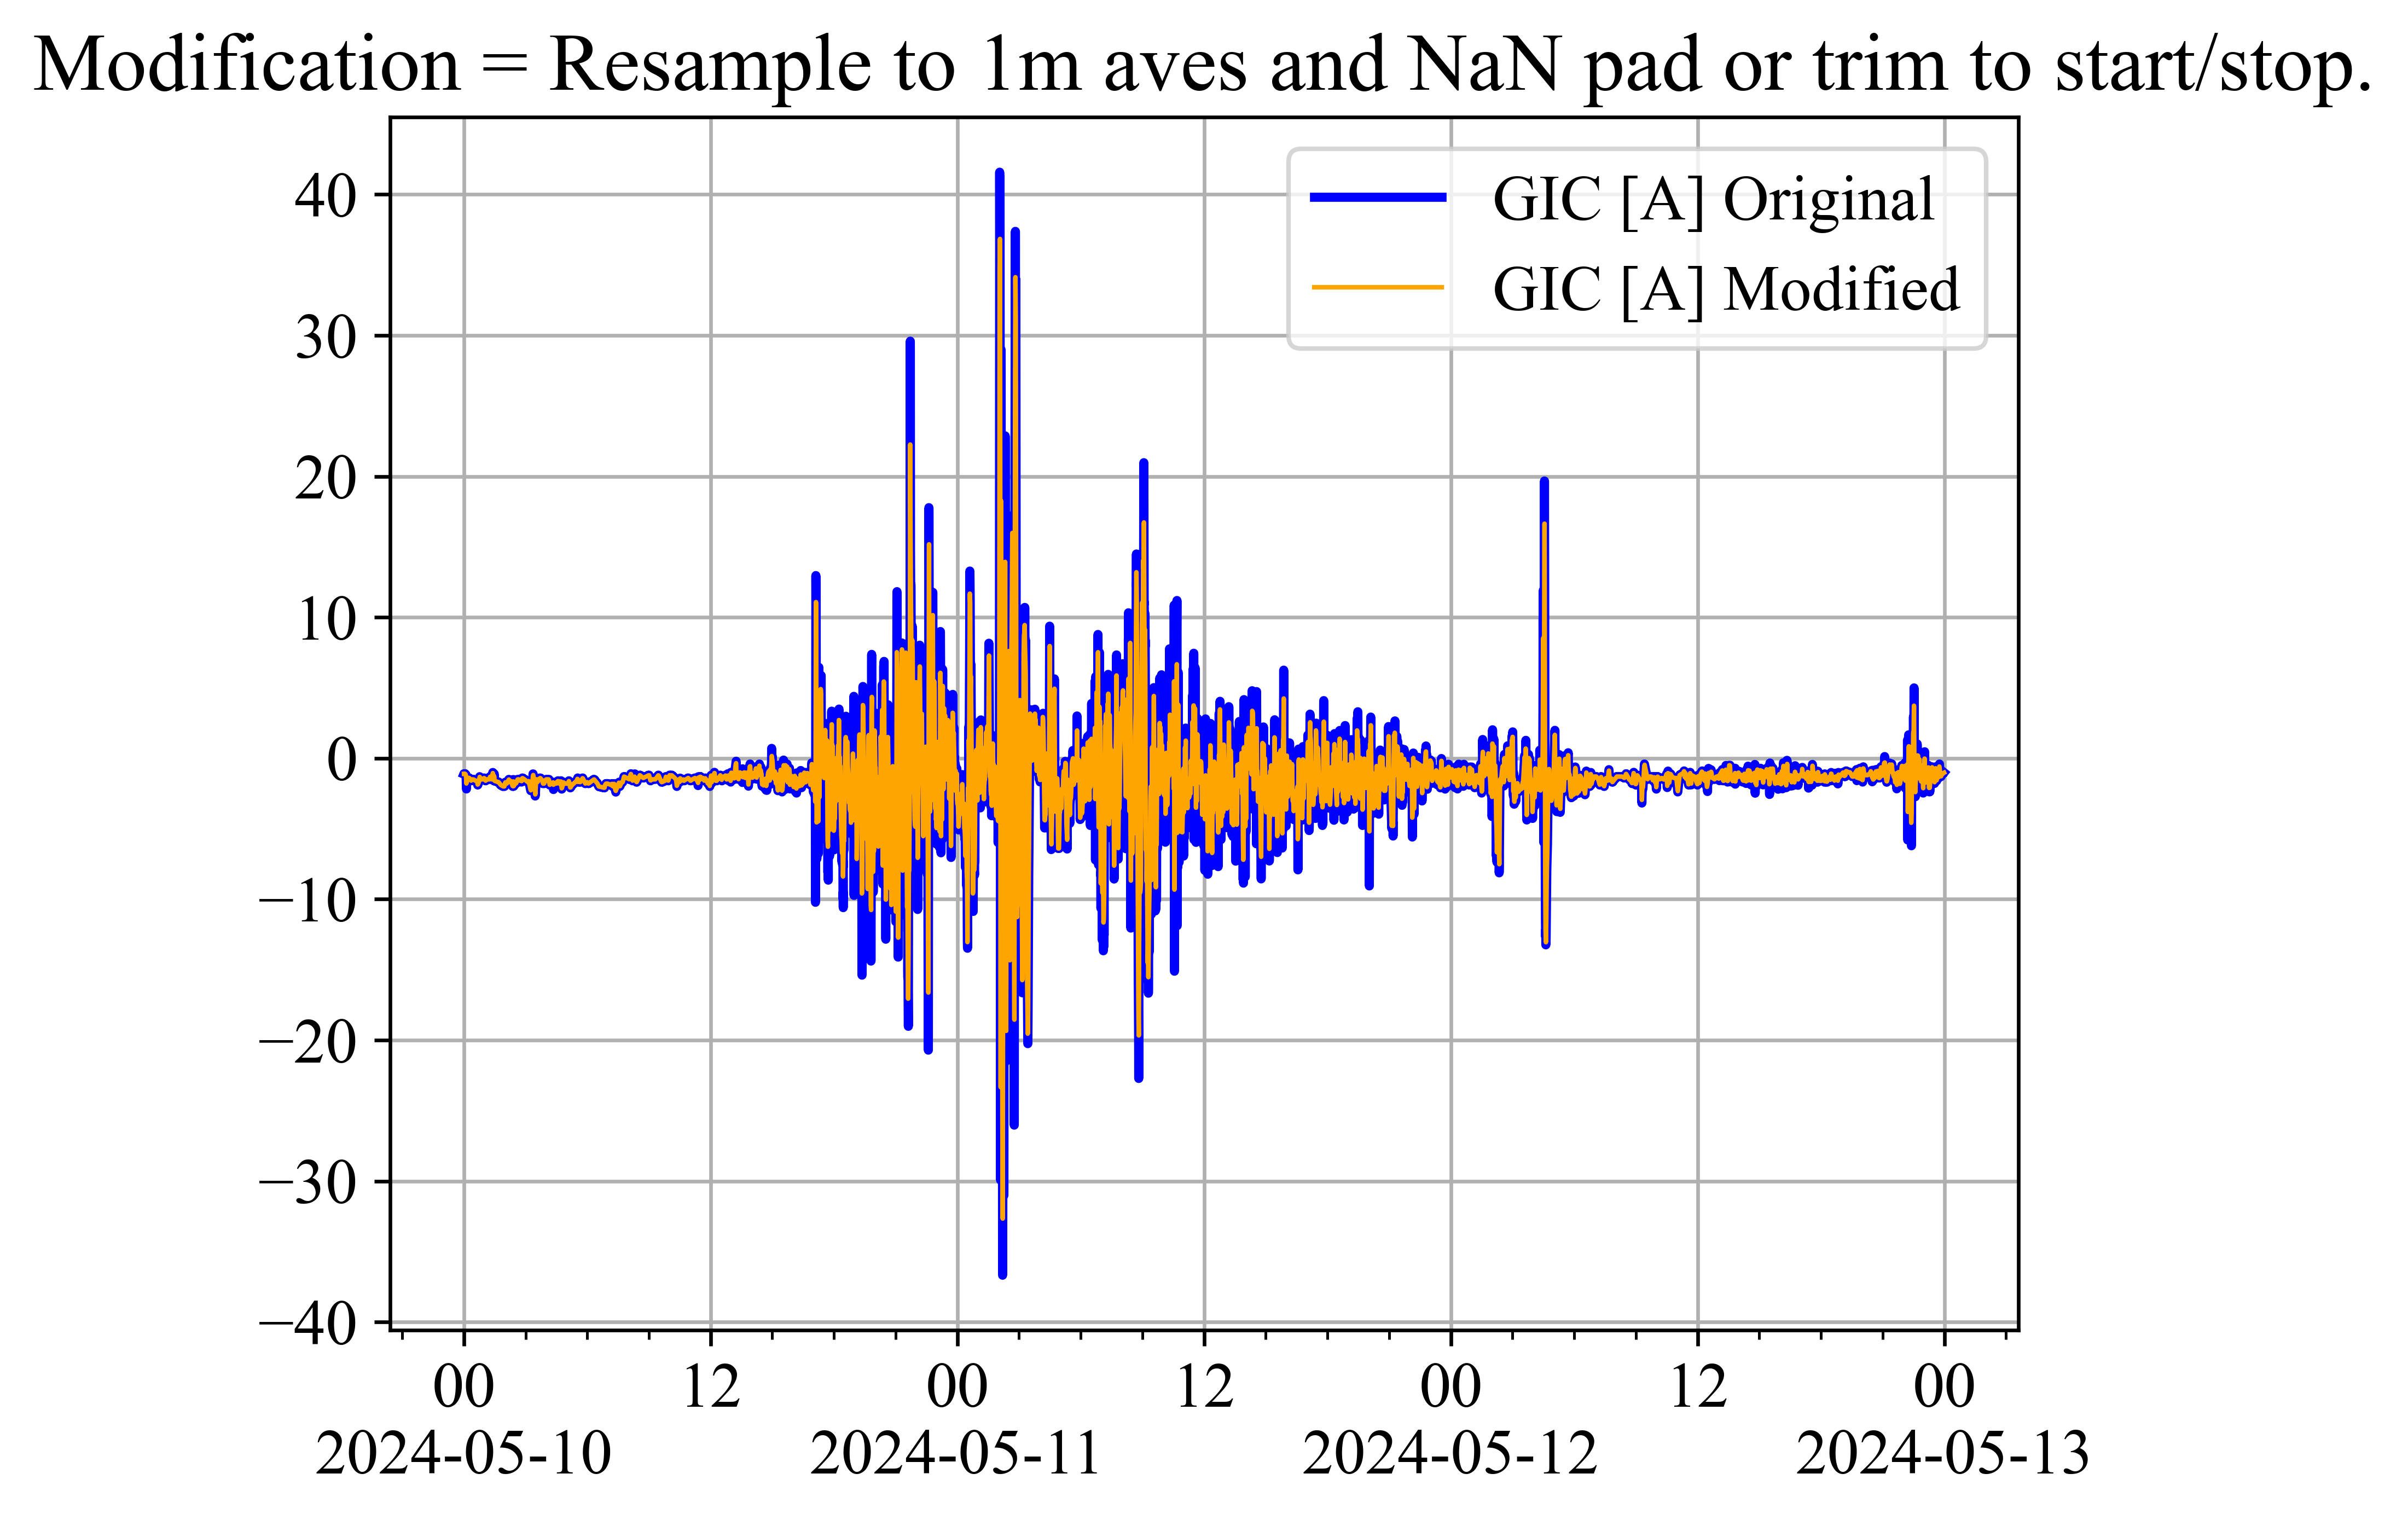 Modification = Resample to 1m aves and NaN pad or trim to start/stop.
GIC [A] Original
GIC [A] Modified
40
30
20
10
0
−10
−20
−30
−40
00 12 00 12 00 12 00
2024-05-10 2024-05-11 2024-05-12 2024-05-13